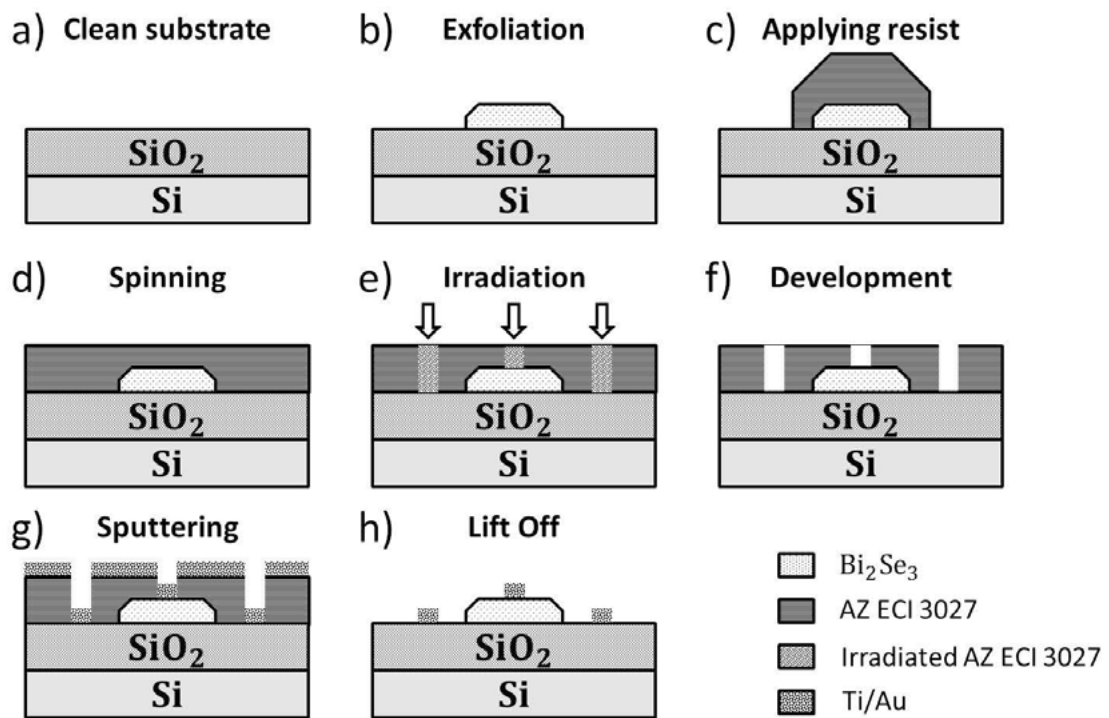 a) Clean substrate
b) Exfoliation
c) Applying resist
SiO₂
Si
SiO₂
Si
SiO₂
Si
d) Spinning
e) Irradiation
f) Development
SiO₂
Si
SiO₂
Si
SiO₂
Si
g) Sputtering
h) Lift Off
SiO₂
Si
SiO₂
Si
Bi₂Se₃
AZ ECI 3027
Irradiated AZ ECI 3027
Ti/Au